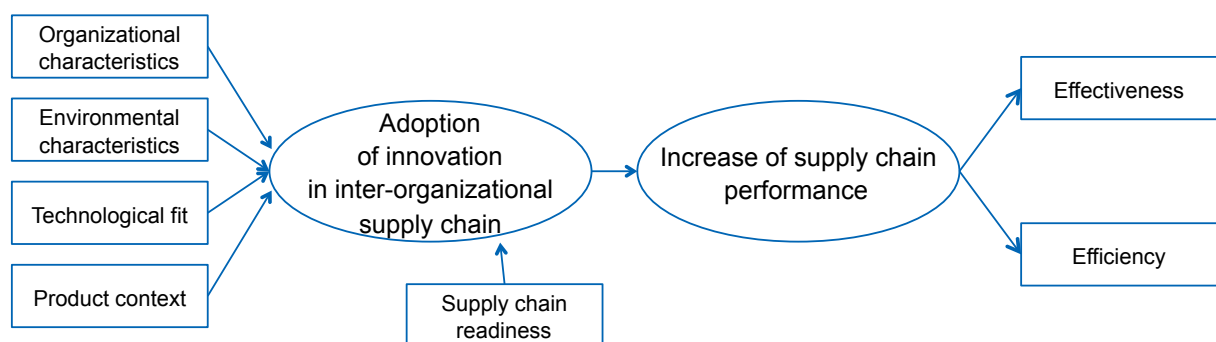 Organizational
characteristics
Environmental
characteristics
Technological fit
Product context
Adoption
of innovation
in inter-organizational
supply chain
Supply chain
readiness
Increase of supply chain
performance
Effectiveness
Efficiency